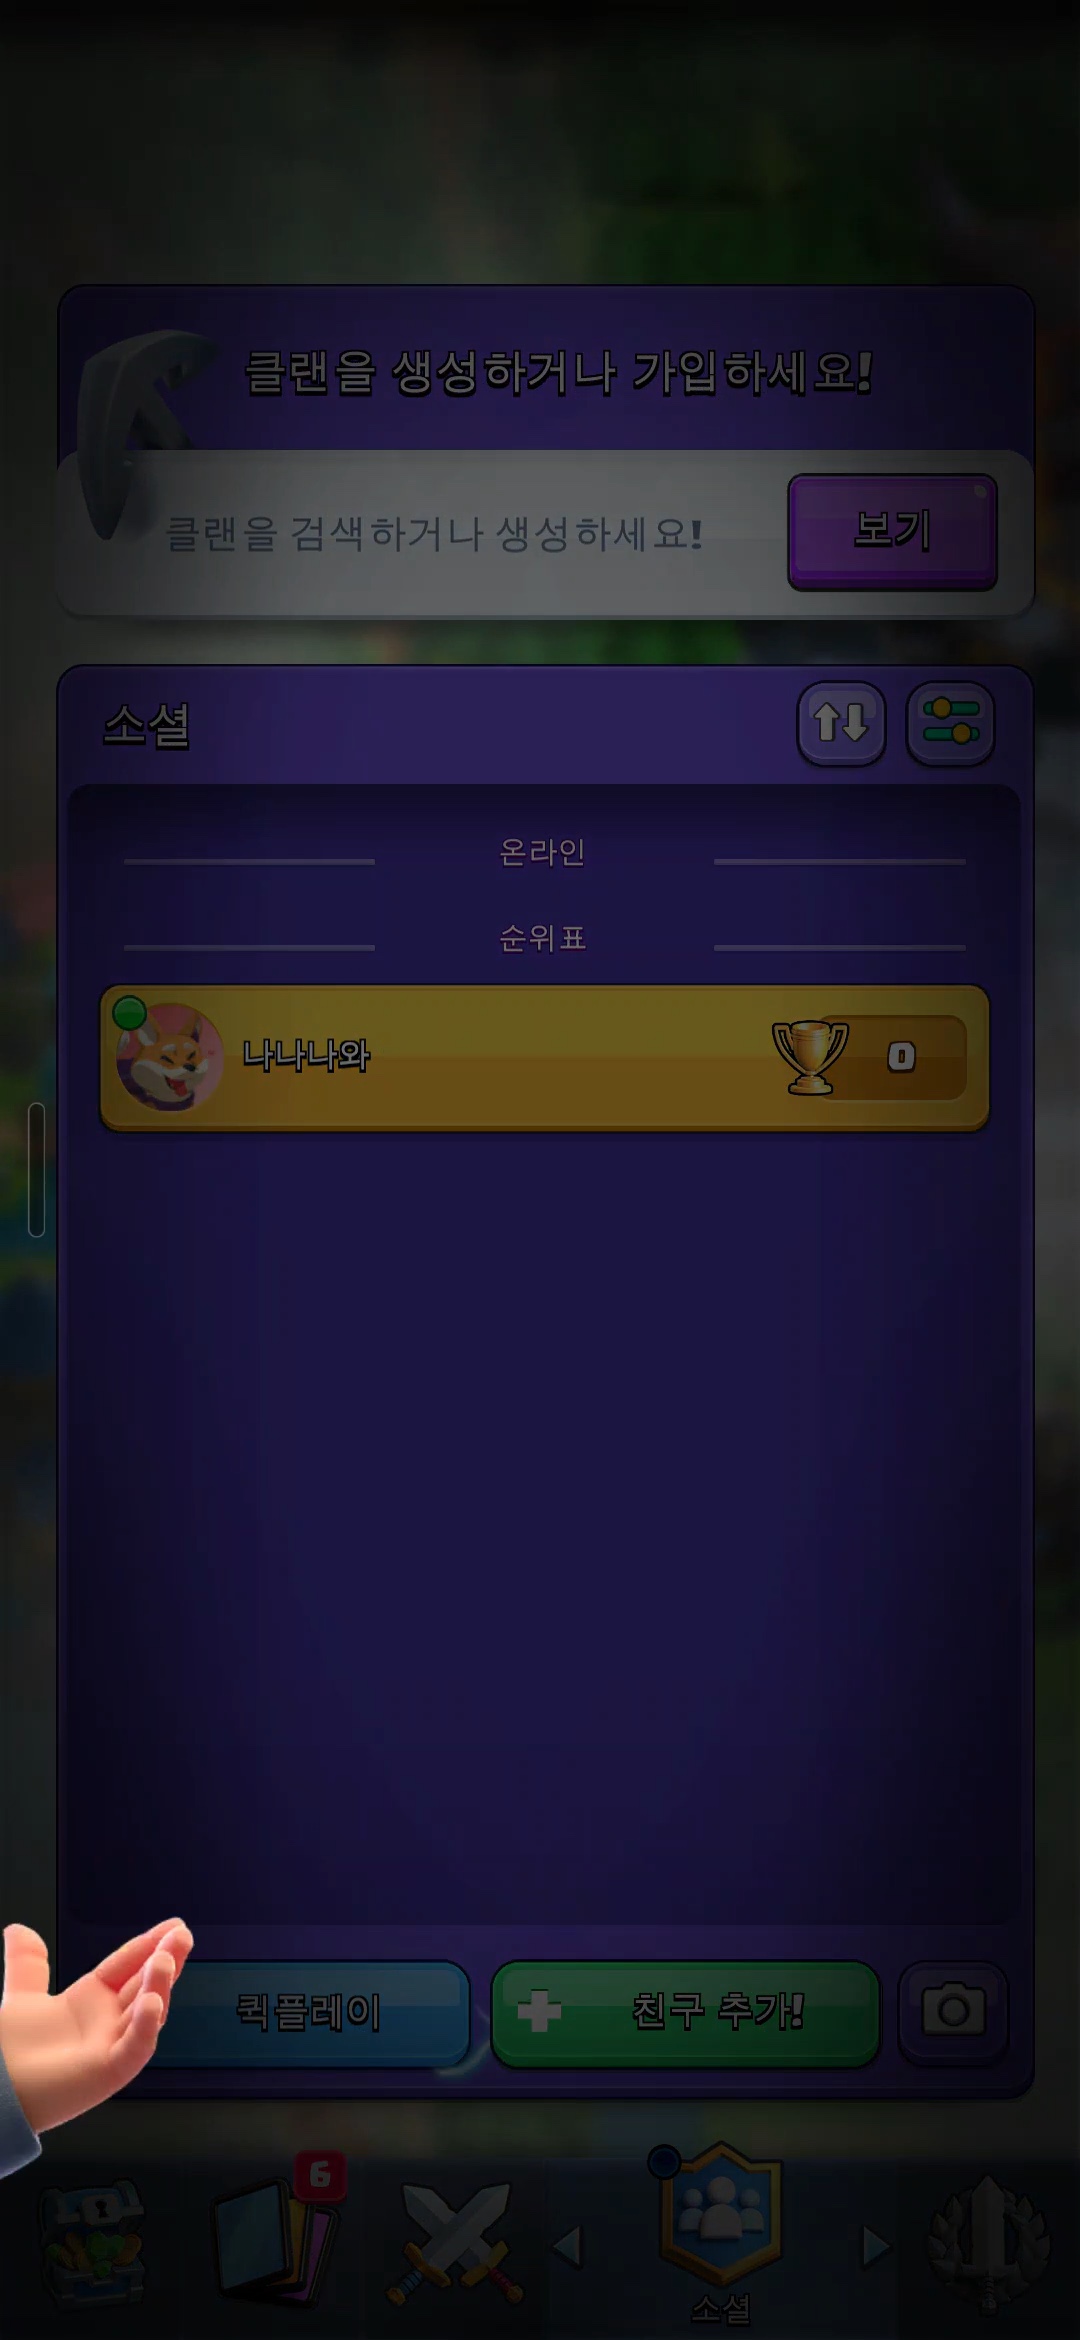 클랜을 생성하거나 가입하세요!
클랜을 검색하거나 생성하세요!
보기
소셜
온라인
순위표
나나나와
0
퀵플레이
친구 추가!
6
소셜